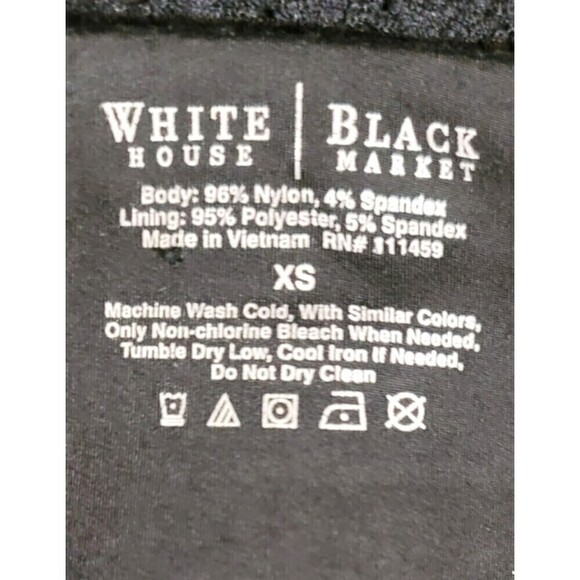 WHITE HOUSE | BLACK MARKET
Body: 96% Nylon, 4% Spandex
Lining: 95% Polyester, 5% Spandex
Made in Vietnam RN# 111459
XS
Machine Wash Cold, With Similar Colors,
Only Non-chlorine Bleach When Needed,
Tumble Dry Low, Cool Iron If Needed,
Do Not Dry Clean